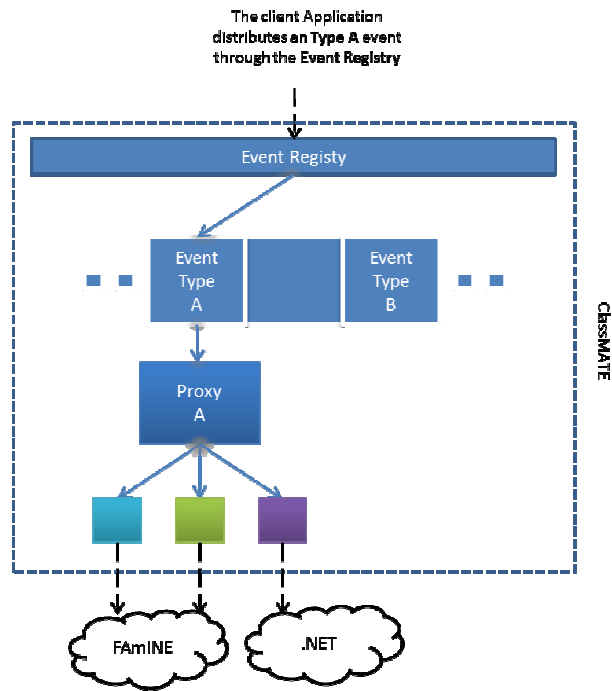 The client Application
distributes an Type A event
through the Event Registry
Event Registy
Event
Type
A
Event
Type
B
ClassMATE
Proxy
A
FAmINE
.NET